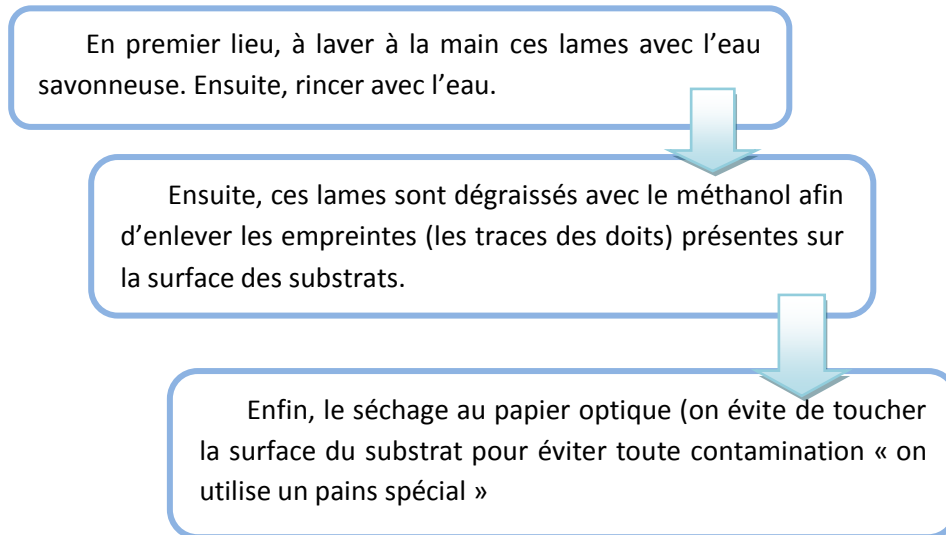 En premier lieu, à laver à la main ces lames avec l’eau
savonneuse. Ensuite, rincer avec l’eau.
Ensuite, ces lames sont dégraissés avec le méthanol afin
d’enlever les empreintes (les traces des doits) présentes sur
la surface des substrats.
Enfin, le séchage au papier optique (on évite de toucher
la surface du substrat pour éviter toute contamination « on
utilise un pains spécial »